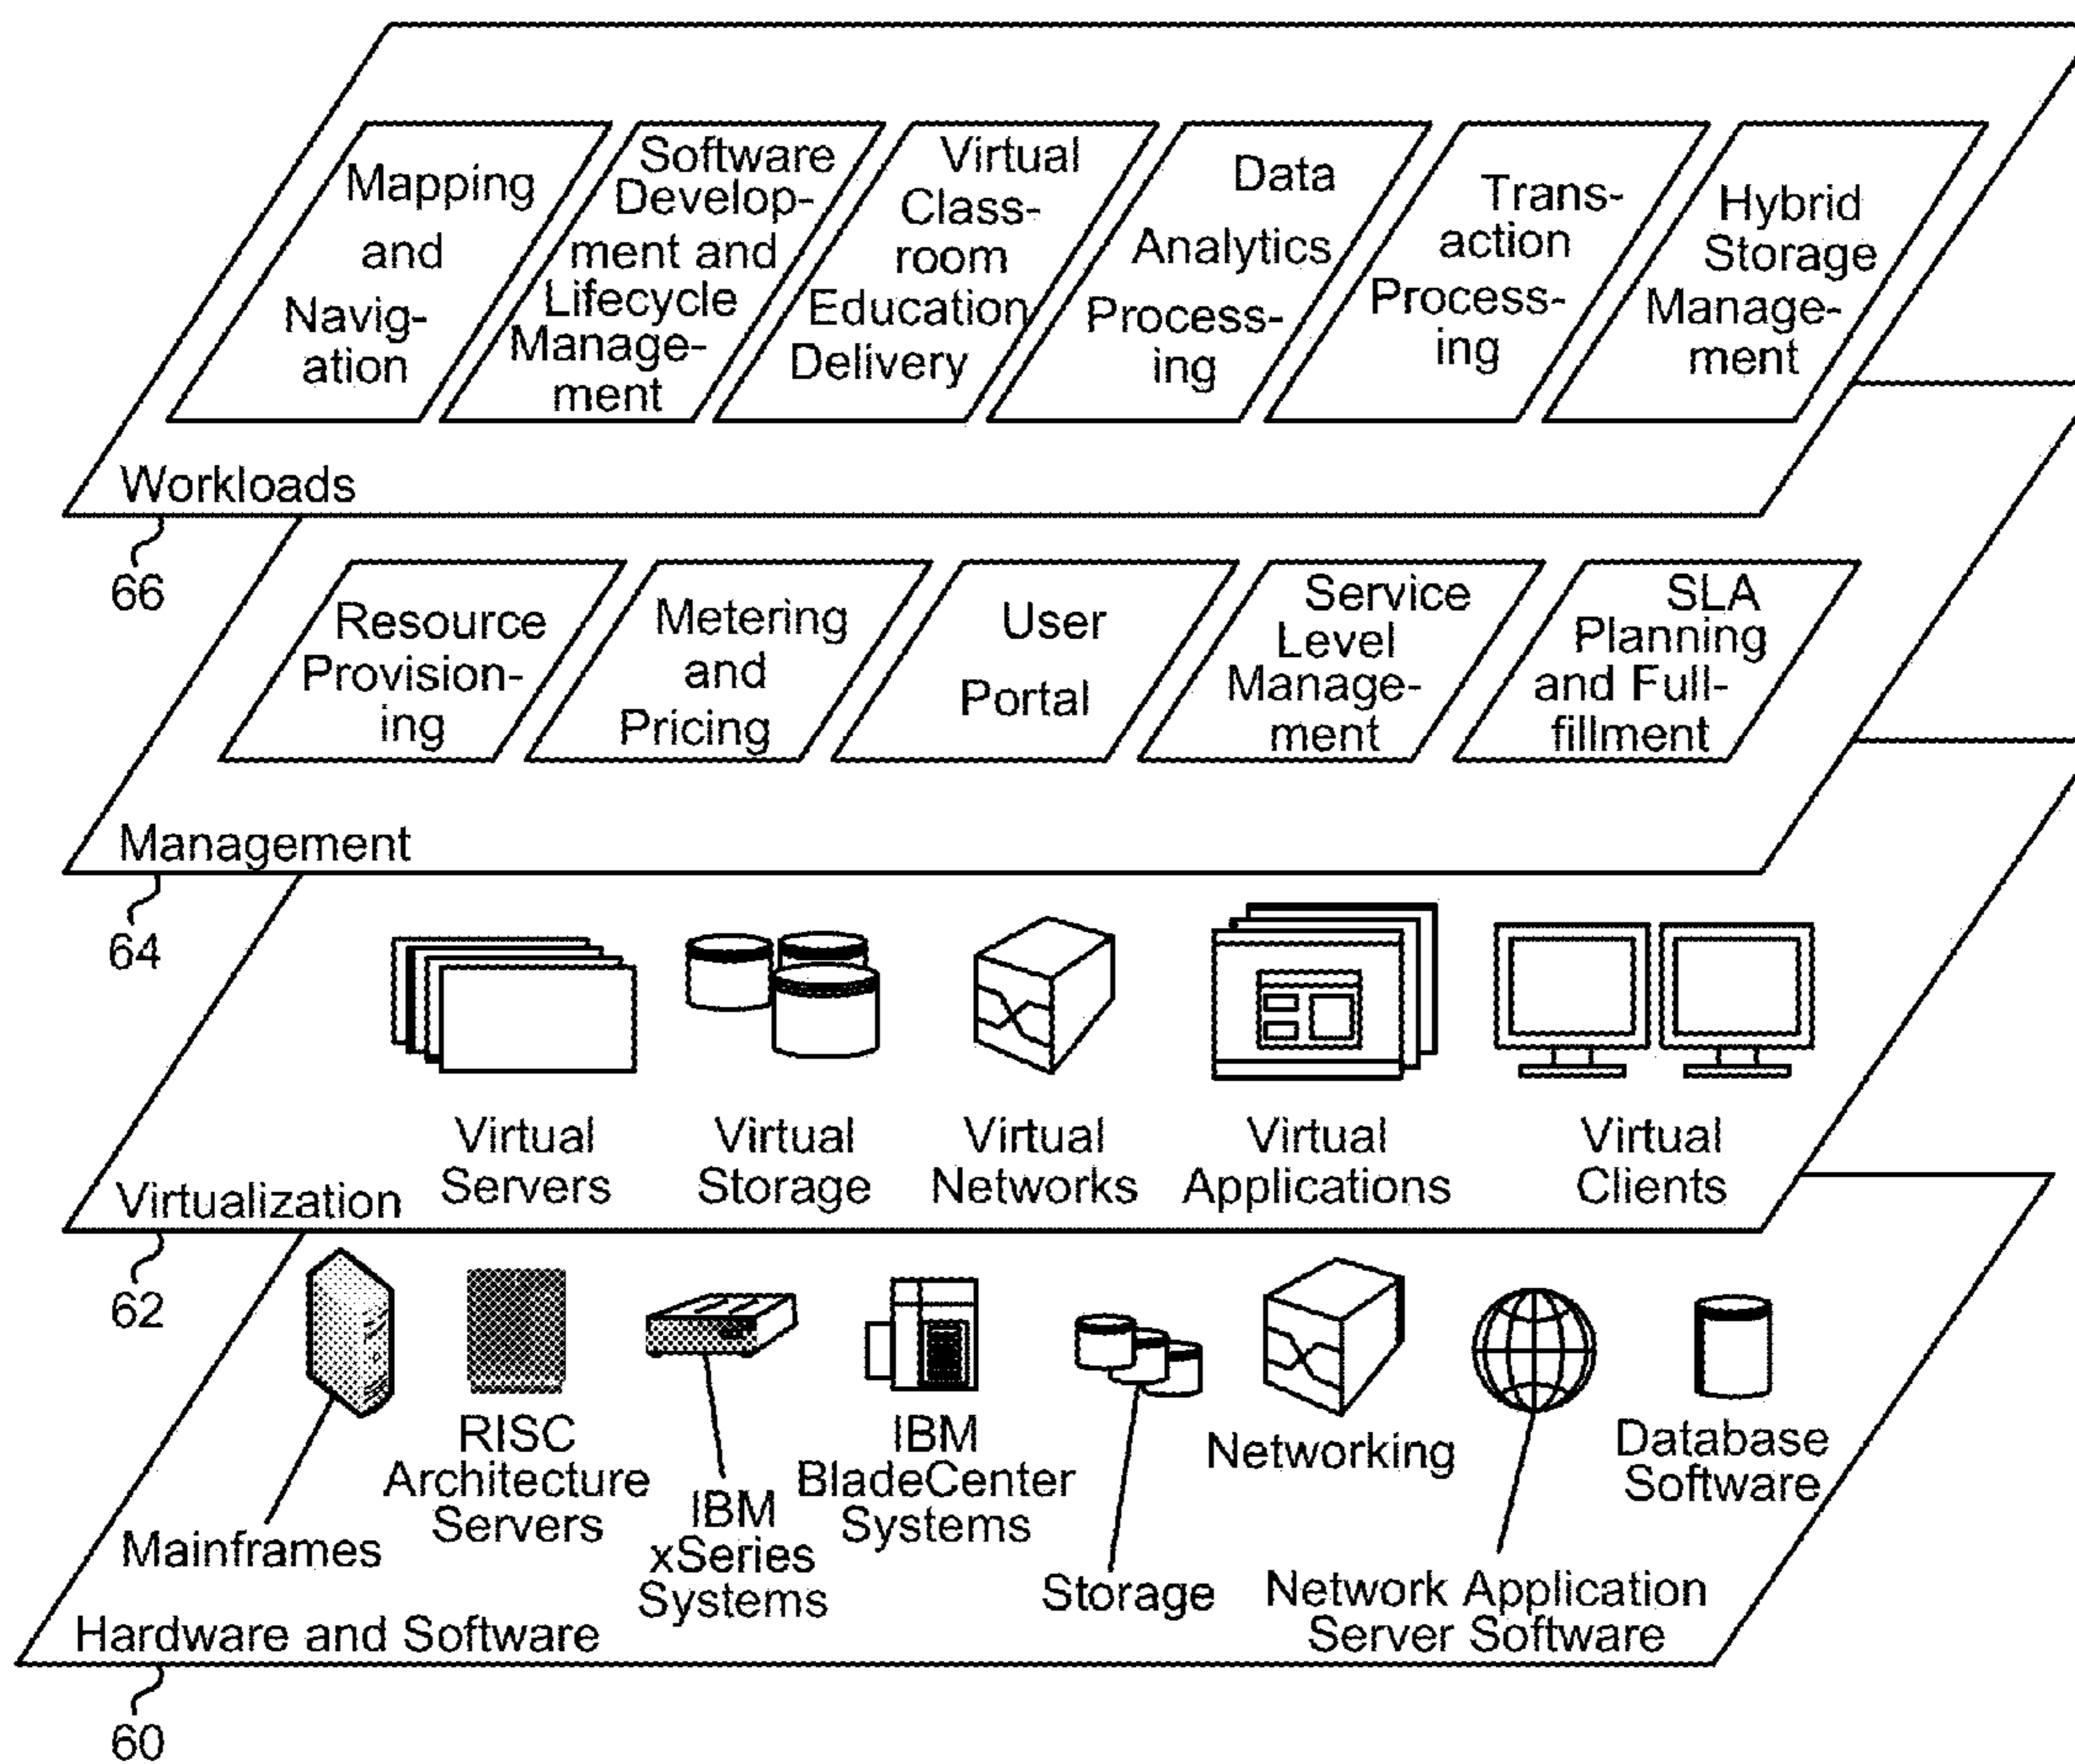 Mapping
and
Navig-
ation
Software
Develop-
ment and
Lifecycle
Manage-
ment
Virtual
Class-
room
Education
Delivery
Data
Analytics
Process-
ing
Trans-
action
Process-
ing
Hybrid
Storage
Manage-
ment
Workloads
66
Resource
Provision-
ing
Metering
and
Pricing
User
Portal
Service
Level
Manage-
ment
SLA
Planning
and Full-
fillment
Management
64
Virtual
Servers
Virtual
Storage
Virtual
Networks
Virtual
Applications
Virtual
Clients
Virtualization
62
Mainframes
RISC
Architecture
Servers
IBM
xSeries
Systems
IBM
BladeCenter
Systems
Storage
Networking
Network Application
Server Software
Database
Software
Hardware and Software
60